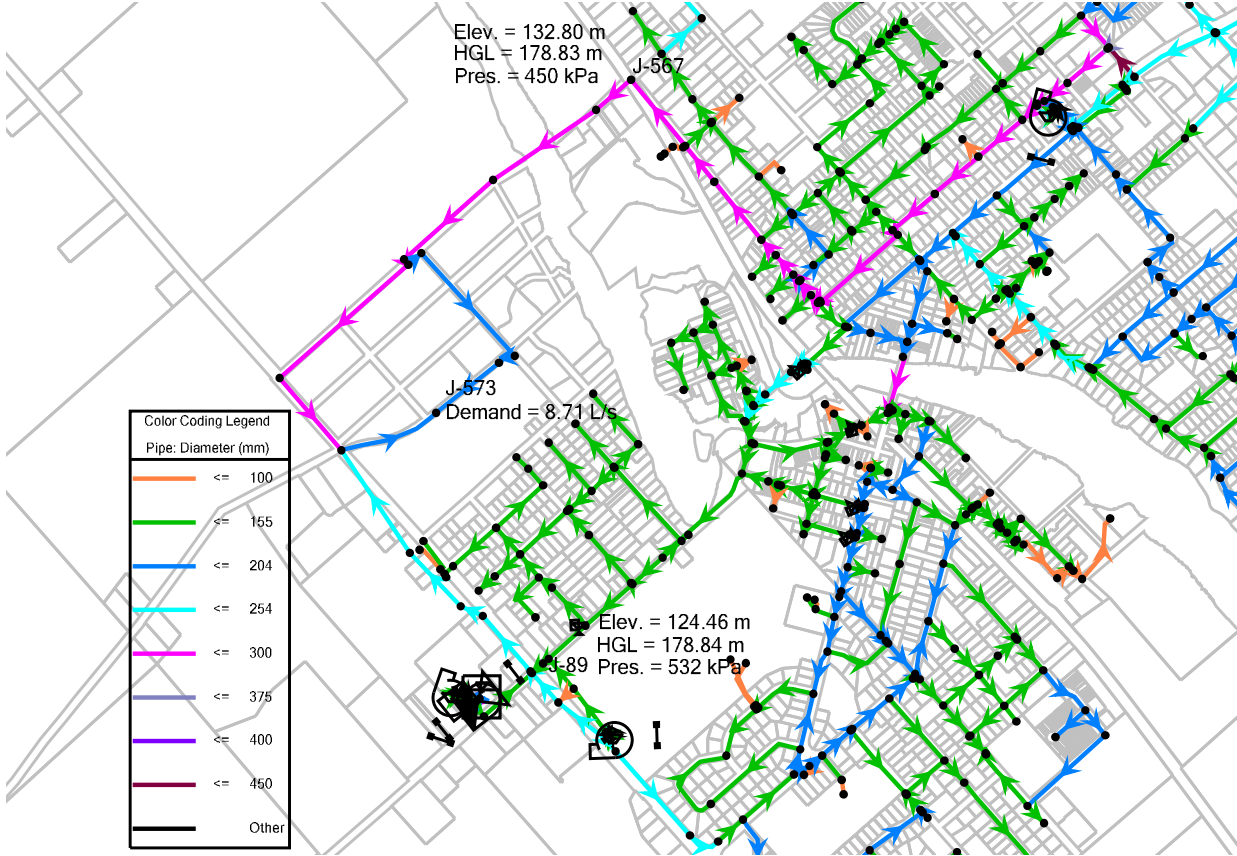 Elev. = 132.80 m
HGL = 178.83 m
Pres. = 450 kPa
J-567
J-573
Demand = 8.71 L/s
Color Coding Legend
Pipe: Diameter (mm)
<= 100
<= 155
<= 204
<= 254
<= 300
<= 375
<= 400
<= 450
Other
Elev. = 124.46 m
HGL = 178.84 m
J-89 Pres. = 532 kPa